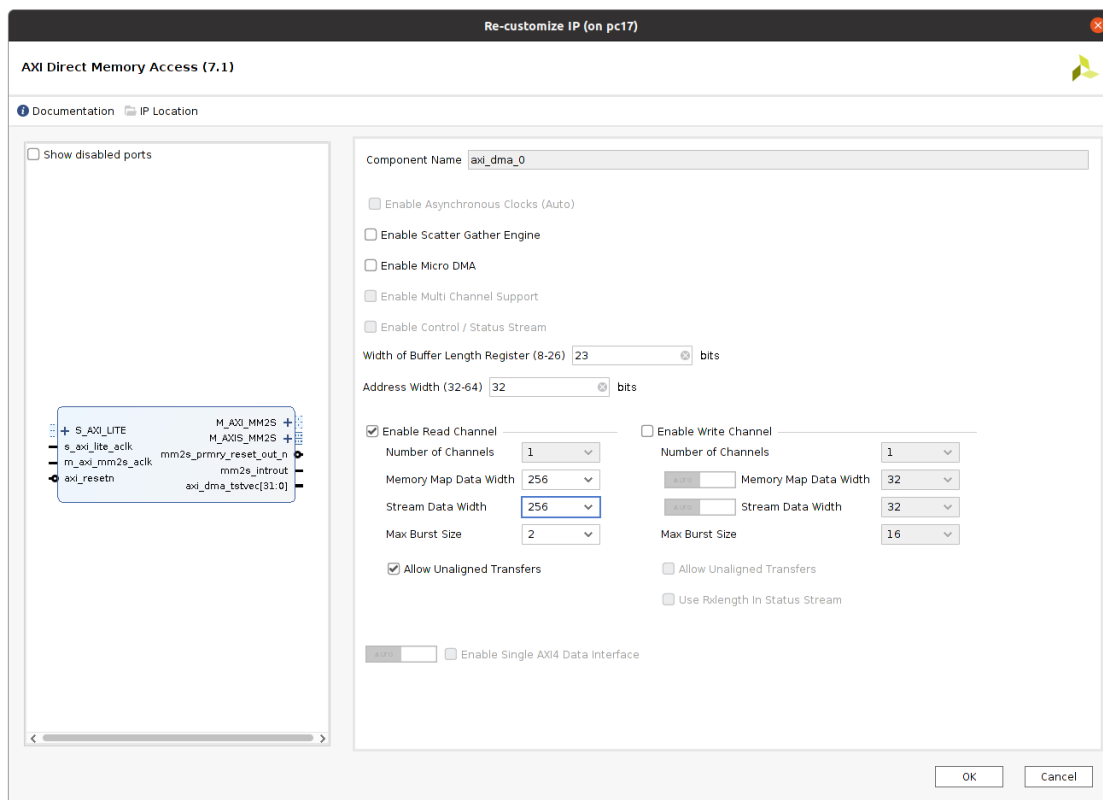 Re-customize IP (on pc17)
AXI Direct Memory Access (7.1)
Documentation IP Location
Show disabled ports
S_AXI_LITE
s_axi_lite_aclk
m_axi_mm2s_aclk
axi_resetn
M_AXI_MM2S
M_AXIS_MM2S
mm2s_prmry_reset_out_n
mm2s_introut
axi_dma_tstvec[31:0]
Component Name axi_dma_0
Enable Asynchronous Clocks (Auto)
Enable Scatter Gather Engine
Enable Micro DMA
Enable Multi Channel Support
Enable Control / Status Stream
Width of Buffer Length Register (8-26) 23 bits
Address Width (32-64) 32 bits
Enable Read Channel
Number of Channels 1
Memory Map Data Width 256
Stream Data Width 256
Max Burst Size 2
Allow Unaligned Transfers
Enable Write Channel
Number of Channels 1
AUTO Memory Map Data Width 32
AUTO Stream Data Width 32
Max Burst Size 16
Allow Unaligned Transfers
Use Rxlength In Status Stream
AUTO Enable Single AXI4 Data Interface
OK Cancel